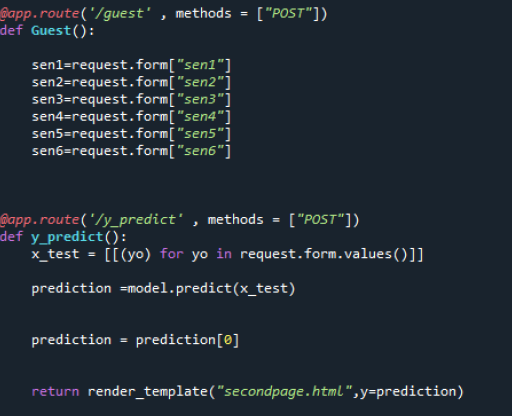 @app.route('/guest' , methods = ["POST"])
def Guest():
sen1=request.form["sen1"]
sen2=request.form["sen2"]
sen3=request.form["sen3"]
sen4=request.form["sen4"]
sen5=request.form["sen5"]
sen6=request.form["sen6"]
@app.route('/y_predict' , methods = ["POST"])
def y_predict():
x_test = [[(yo) for yo in request.form.values()]]
prediction =model.predict(x_test)
prediction = prediction[0]
return render_template("secondpage.html",y=prediction)